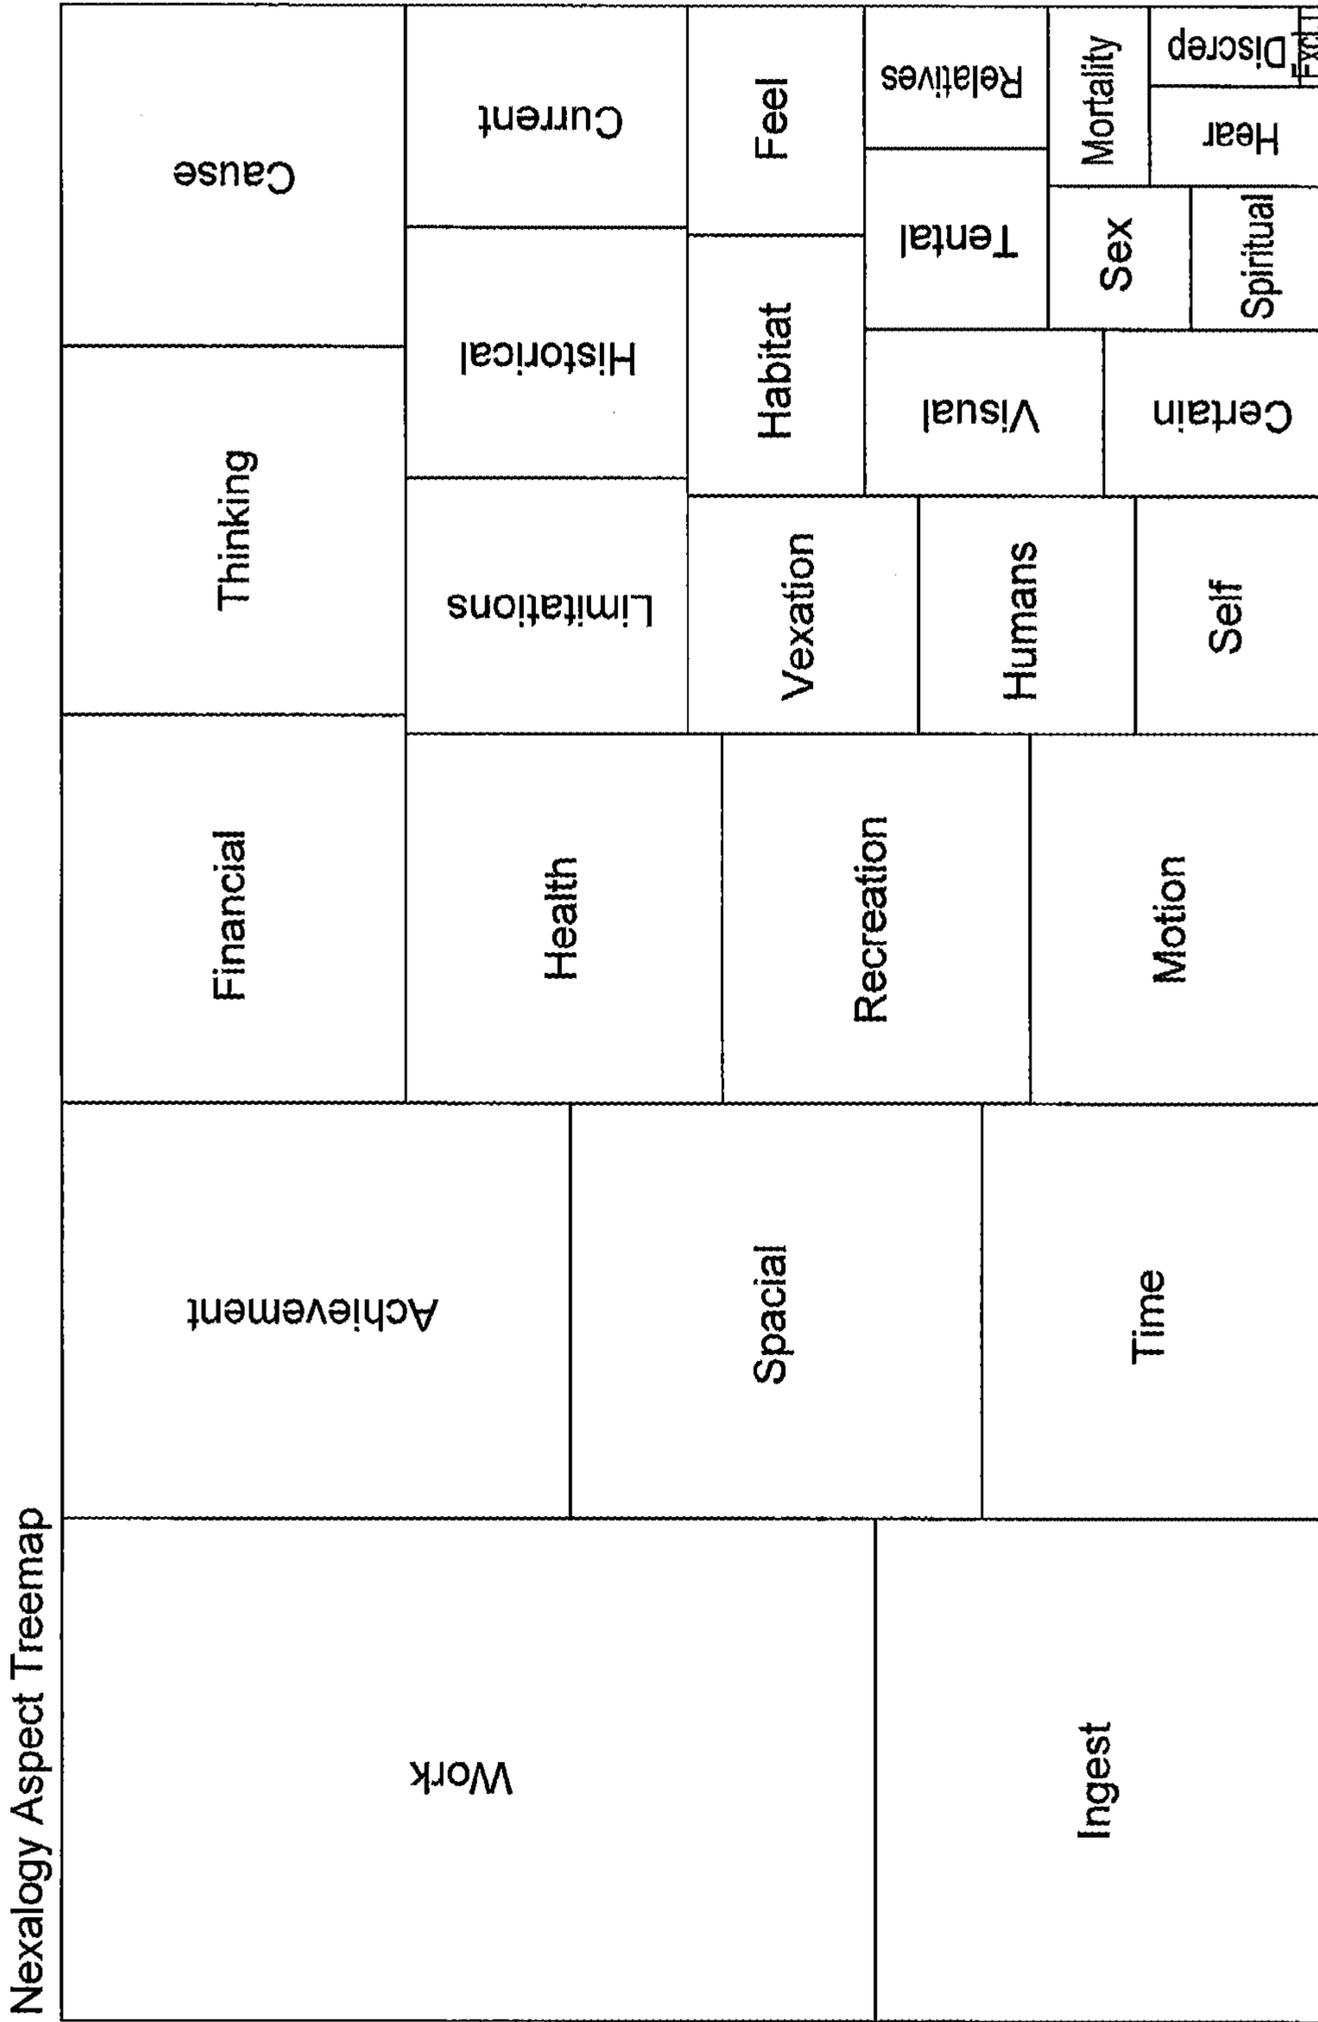 Nexalogy Aspect Treemap
Work
Ingest
Achievement
Spacial
Time
Financial
Health
Recreation
Motion
Thinking
Cause
Limitations
Historical
Current
Vexation
Humans
Self
Habitat
Feel
Visual
Certain
Tental
Relatives
Sex
Spiritual
Mortality
Hear
Discrep